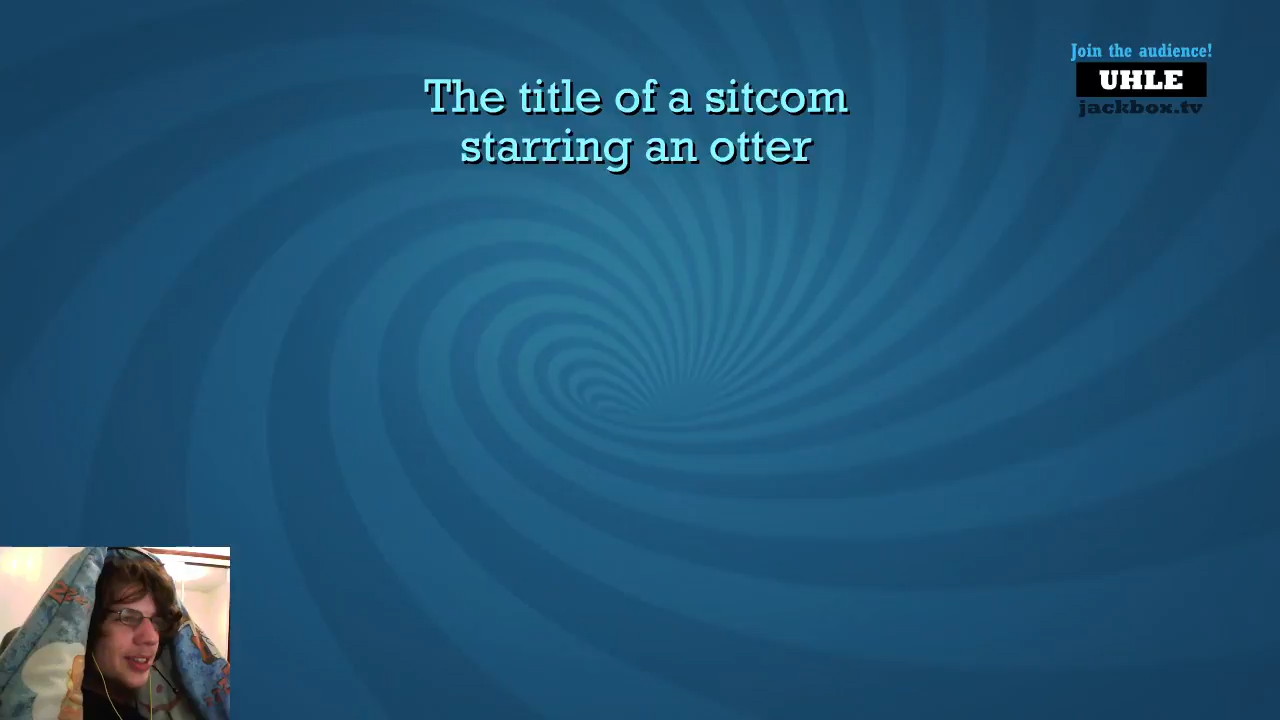 Join the audience!
UHLE
jackbox.tv
The title of a sitcom
starring an otter